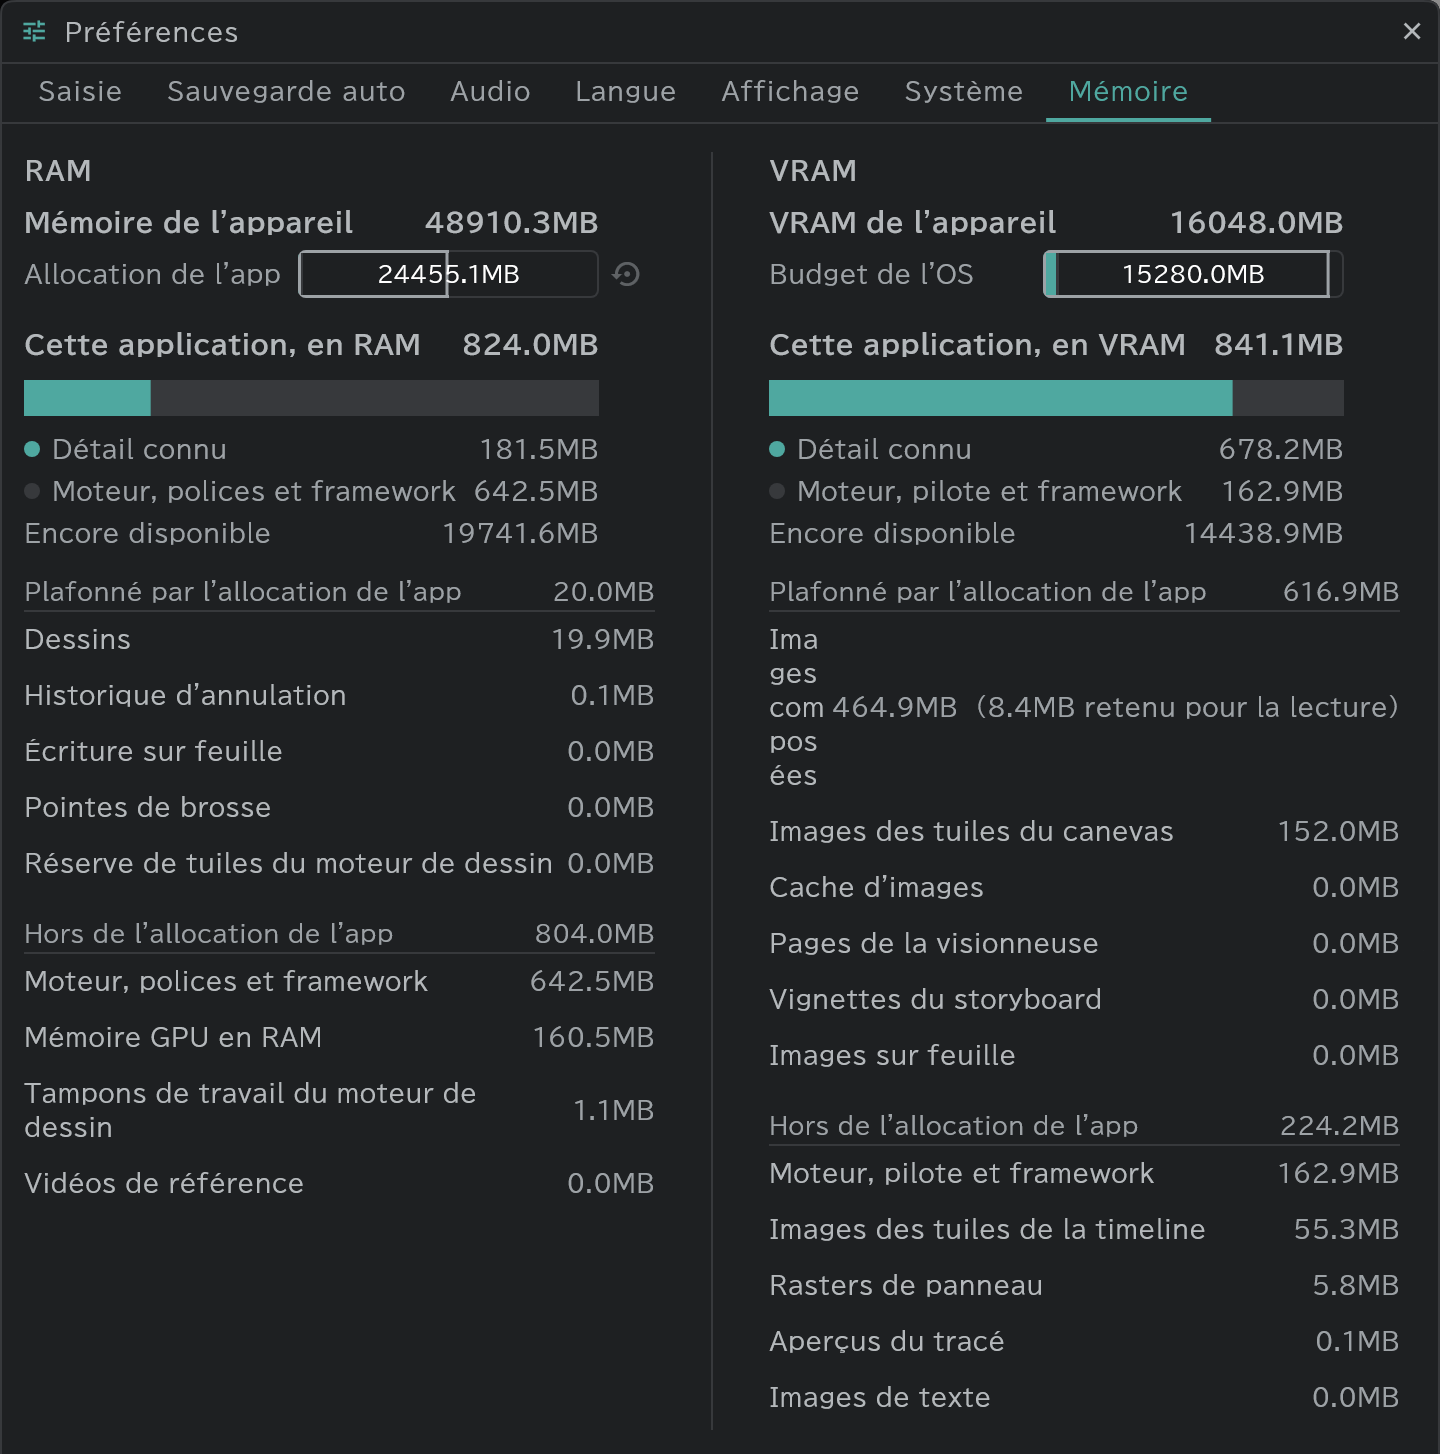 Préférences
Saisie Sauvegarde auto Audio Langue Affichage Système Mémoire
RAM
Mémoire de l’appareil 48910.3MB
Allocation de l’app 24455.1MB
Cette application, en RAM 824.0MB
Détail connu 181.5MB
Moteur, polices et framework 642.5MB
Encore disponible 19741.6MB
Plafonné par l’allocation de l’app 20.0MB
Dessins 19.9MB
Historique d’annulation 0.1MB
Écriture sur feuille 0.0MB
Pointes de brosse 0.0MB
Réserve de tuiles du moteur de dessin 0.0MB
Hors de l’allocation de l’app 804.0MB
Moteur, polices et framework 642.5MB
Mémoire GPU en RAM 160.5MB
Tampons de travail du moteur de
dessin 1.1MB
Vidéos de référence 0.0MB
VRAM
VRAM de l’appareil 16048.0MB
Budget de l’OS 15280.0MB
Cette application, en VRAM 841.1MB
Détail connu 678.2MB
Moteur, pilote et framework 162.9MB
Encore disponible 14438.9MB
Plafonné par l’allocation de l’app 616.9MB
Ima
ges
com 464.9MB (8.4MB retenu pour la lecture)
pos
ées
Images des tuiles du canevas 152.0MB
Cache d’images 0.0MB
Pages de la visionneuse 0.0MB
Vignettes du storyboard 0.0MB
Images sur feuille 0.0MB
Hors de l’allocation de l’app 224.2MB
Moteur, pilote et framework 162.9MB
Images des tuiles de la timeline 55.3MB
Rasters de panneau 5.8MB
Aperçus du tracé 0.1MB
Images de texte 0.0MB